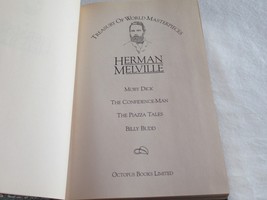 TREASURY OF WORLD MASTERPIECES
HERMAN
MELVILLE
MOBY DICK
THE CONFIDENCE-MAN
THE PIAZZA TALES
BILLY BUDD
OCTOPUS BOOKS LIMITED